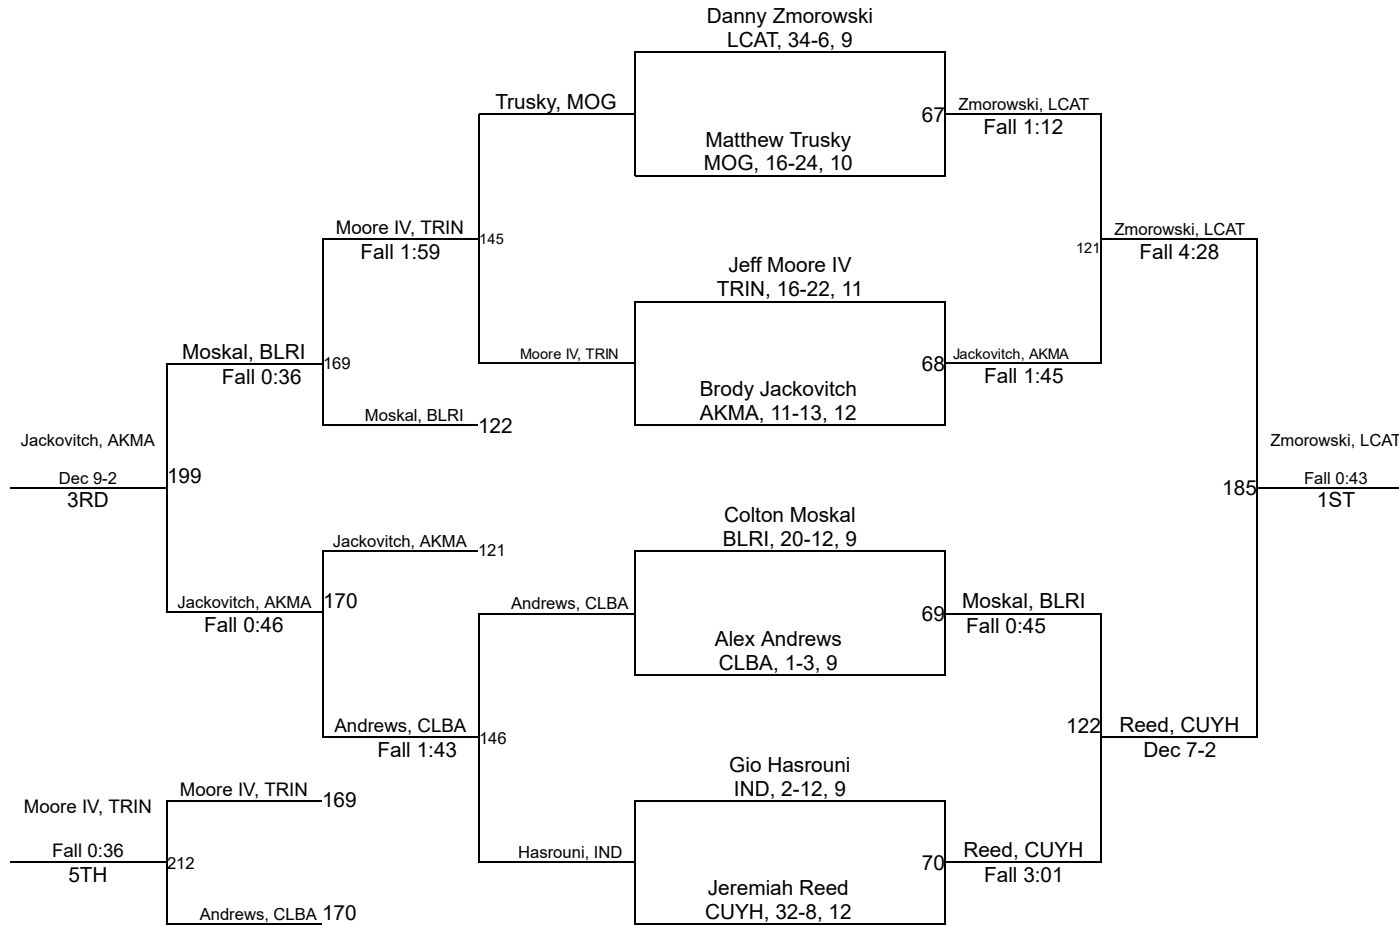 Danny Zmorowski
LCAT, 34-6, 9
Trusky, MOG
67
Zmorowski, LCAT
Fall 1:12
Matthew Trusky
MOG, 16-24, 10
Moore IV, TRIN
Fall 1:59
145
121
Zmorowski, LCAT
Fall 4:28
Jeff Moore IV
TRIN, 16-22, 11
Moskal, BLRI
Fall 0:36
169
Moore IV, TRIN
68
Jackovitch, AKMA
Fall 1:45
Brody Jackovitch
AKMA, 11-13, 12
Moskal, BLRI
122
Jackovitch, AKMA
Dec 9-2
3RD
199
185
Zmorowski, LCAT
Fall 0:43
1ST
Colton Moskal
BLRI, 20-12, 9
Jackovitch, AKMA
121
Jackovitch, AKMA
Fall 0:46
170
Andrews, CLBA
69
Moskal, BLRI
Fall 0:45
Alex Andrews
CLBA, 1-3, 9
Andrews, CLBA
Fall 1:43
146
122
Reed, CUYH
Dec 7-2
Gio Hasrouni
IND, 2-12, 9
Moore IV, TRIN
Fall 0:36
5TH
Moore IV, TRIN
169
212
Andrews, CLBA
170
Hasrouni, IND
70
Reed, CUYH
Fall 3:01
Jeremiah Reed
CUYH, 32-8, 12